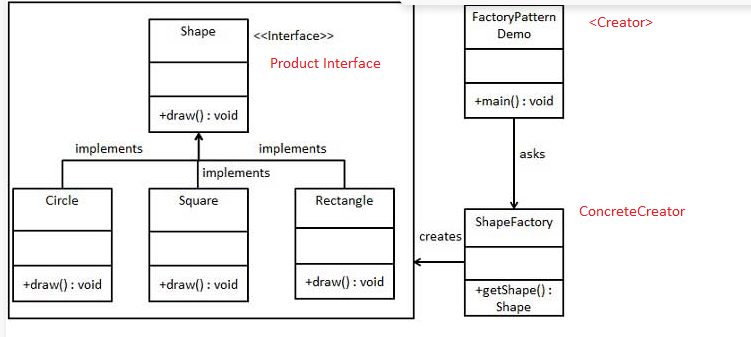 Shape
<<Interface>>
Product Interface
+draw() : void
FactoryPattern
Demo
<Creator>
+main() : void
implements
implements
implements
asks
Circle
Square
Rectangle
+draw() : void
+draw() : void
+draw() : void
creates
ShapeFactory
ConcreteCreator
+getShape() :
Shape